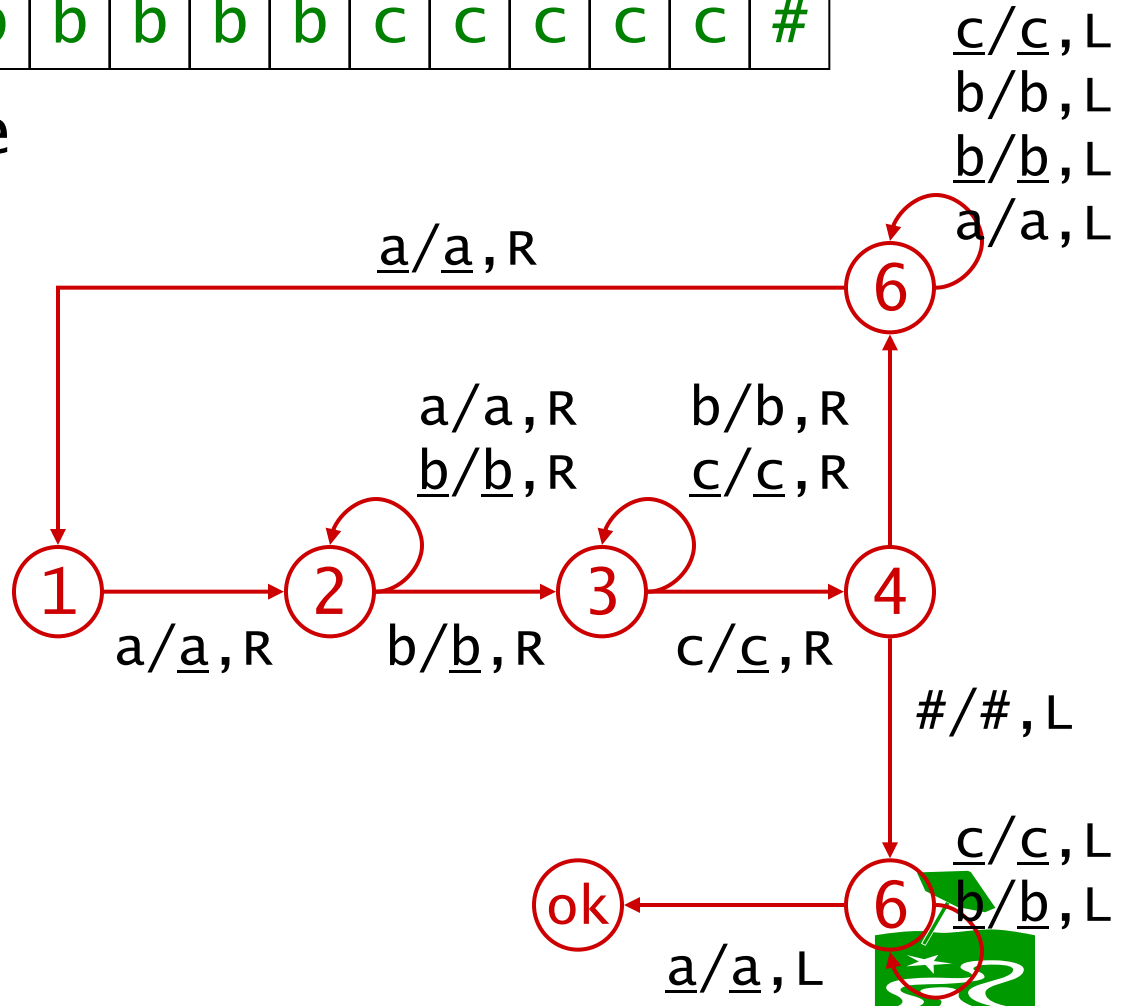 b b b b c c c c c #
e
c/c,L
b/b,L
b/b,L
a/a,L
a/a,R
6
a/a,R
b/b,R
b/b,R
c/c,R
1
2
3
4
a/a,R
b/b,R
c/c,R
#/#,L
c/c,L
b/b,L
ok
6
a/a,L